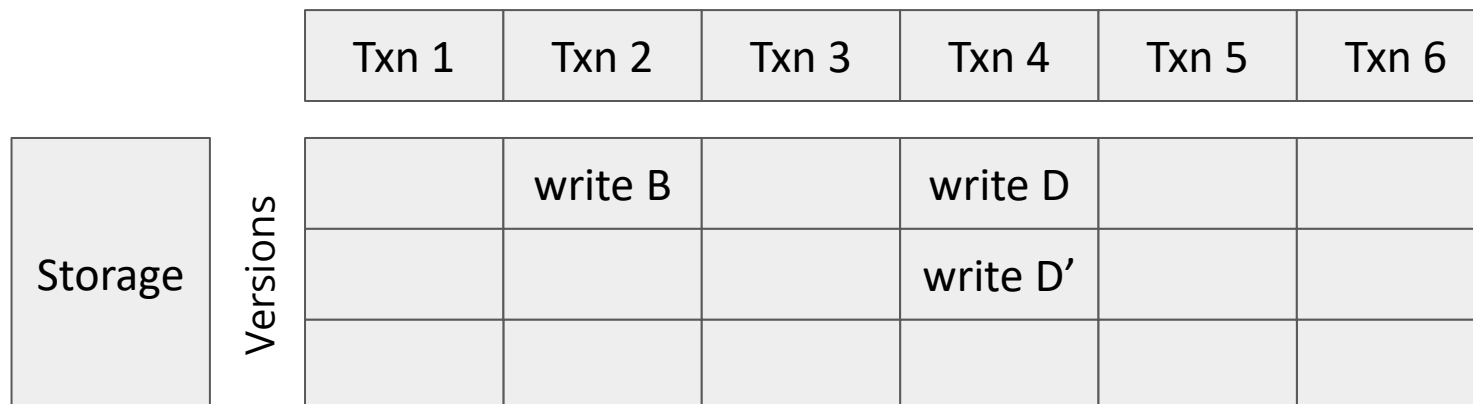 Txn 1 Txn 2 Txn 3 Txn 4 Txn 5 Txn 6
Storage
Versions
write B write D
write D’